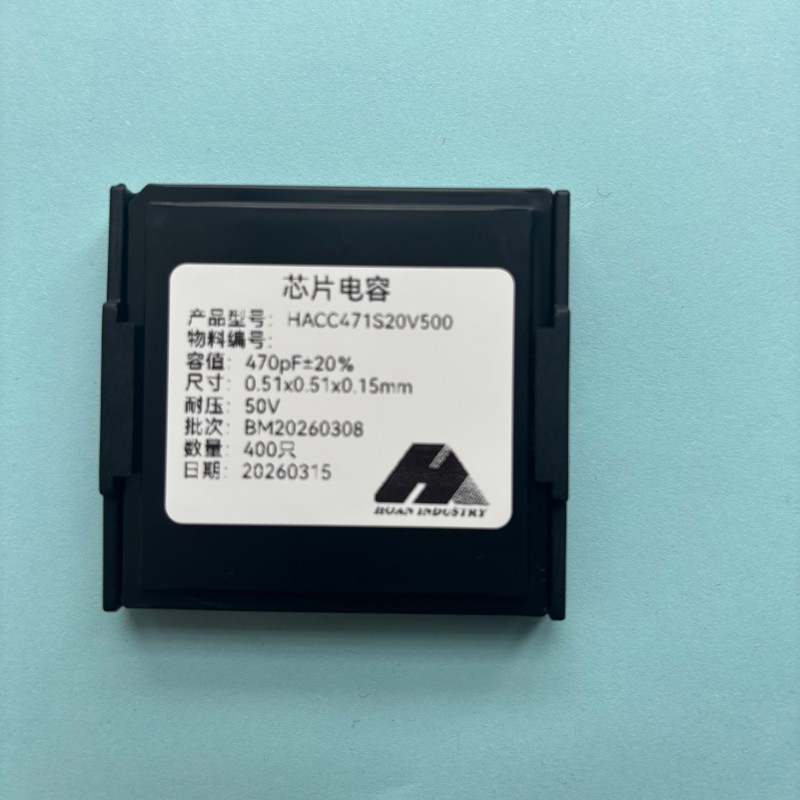 芯片电容
产品型号: HACC471S20V500
物料编号:
容值: 470pF±20%
尺寸: 0.51x0.51x0.15mm
耐压: 50V
批次: BM20260308
数量: 400只
日期: 20260315
HOAN INDUSTRY